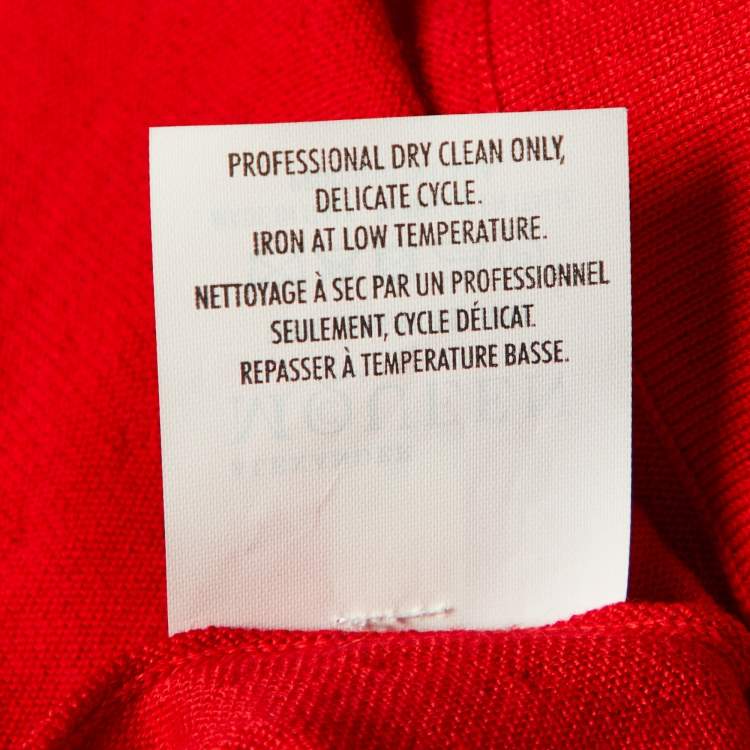 PROFESSIONAL DRY CLEAN ONLY,
DELICATE CYCLE.
IRON AT LOW TEMPERATURE.
NETTOYAGE À SEC PAR UN PROFESSIONNEL
SEULEMENT, CYCLE DÉLICAT.
REPASSER À TEMPERATURE BASSE.